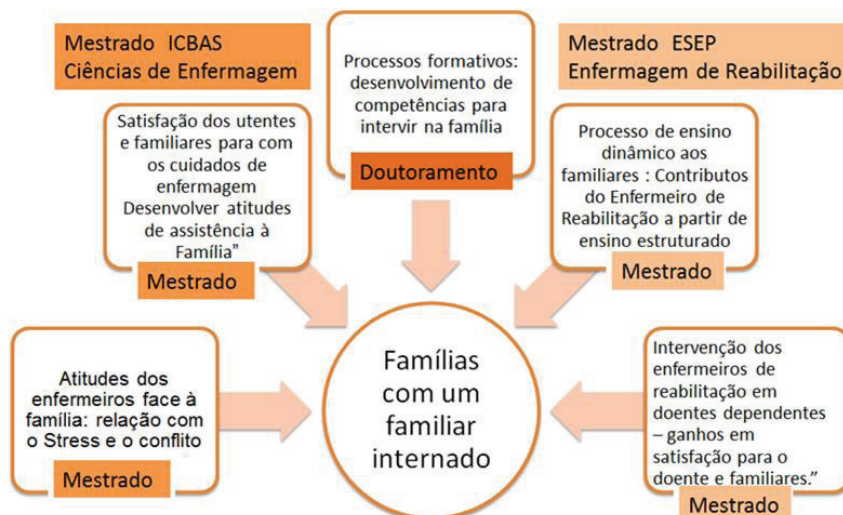 Mestrado ICBAS
Ciências de Enfermagem
Processos formativos:
desenvolvimento de
competências para
intervir na família
Doutoramento
Mestrado ESEP
Enfermagem de Reabilitação
Satisfação dos utentes
e familiares para com
os cuidados de
enfermagem
Desenvolver atitudes
de assistência à
Família”
Mestrado
Processo de ensino
dinâmico aos
familiares : Contributos
do Enfermeiro de
Reabilitação a partir de
ensino estruturado
Mestrado
Atitudes dos
enfermeiros face à
família: relação com
o Stress e o conflito
Mestrado
Famílias
com um
familiar
internado
Intervenção dos
enfermeiros de
reabilitação em
doentes dependentes
– ganhos em
satisfação para o
doente e familiares.”
Mestrado